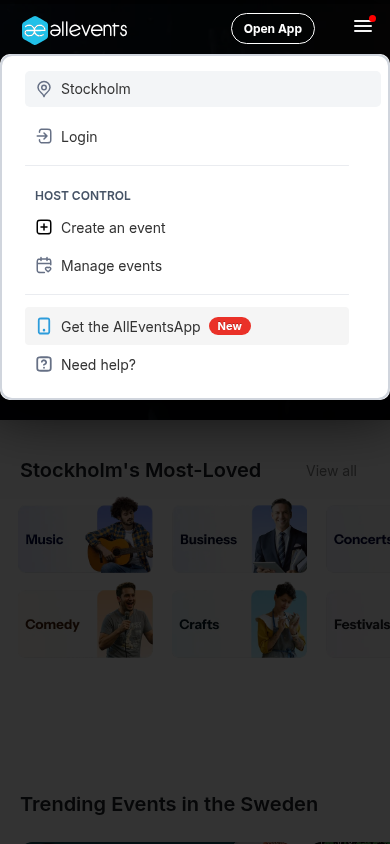 allevents
Open App
Stockholm
Login
HOST CONTROL
Create an event
Manage events
Get the AllEventsApp New
Need help?
Stockholm's Most-Loved View all
Music Business Concerts
Comedy Crafts Festivals
Trending Events in the Sweden